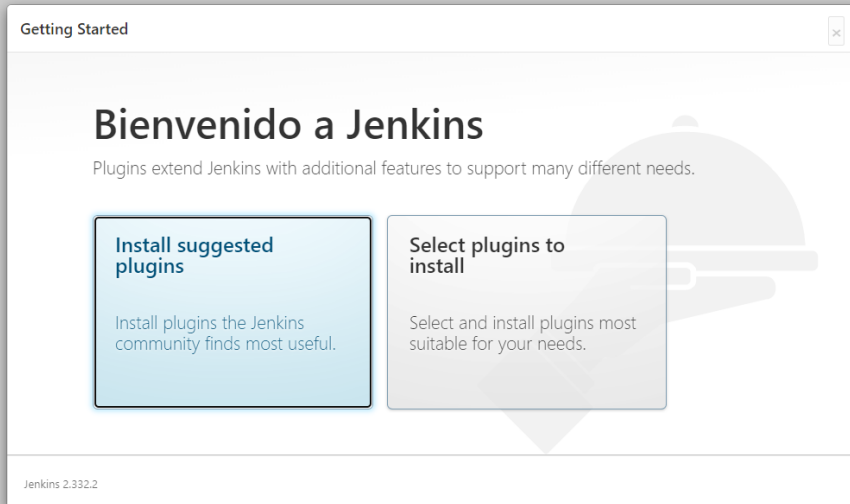 Getting Started
×
Bienvenido a Jenkins
Plugins extend Jenkins with additional features to support many different needs.
Install suggested
plugins
Install plugins the Jenkins
community finds most useful.
Select plugins to
install
Select and install plugins most
suitable for your needs.
Jenkins 2.332.2